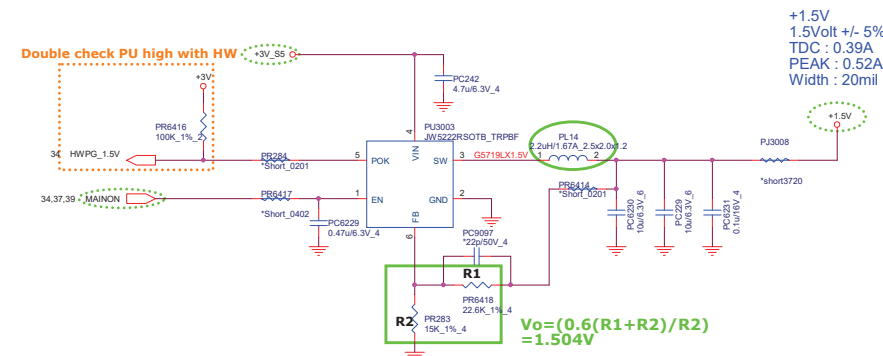 +1.5V
1.5Volt +/- 5%
TDC : 0.39A
PEAK : 0.52A
Width : 20mil
Double check PU high with HW
+3V_S5
+3V
PC242
4.7u/6.3V_4
+1.5V
PR6416
100K_1%_2
PU3003
JW5222RSOTB_TRPBF
PL14
2.2uH/1.67A_2.5x2.0x1.2
PJ3008
4
VIN
34 HWPG_1.5V
PR284
*Short_0201
5
POK
SW
3
G5719LX1.5V
1
2
*short3720
34,37,39 MAINON
PR6417
*Short_0402
1
EN
GND
2
PR6414
*Short_0201
PC6229
0.47u/6.3V_4
FB
6
PC6230
10u/6.3V_6
PC229
10u/6.3V_6
PC6231
0.1u/16V_4
PC9097
*22p/50V_4
R1
PR6418
22.6K_1%_4
R2
PR283
15K_1%_4
Vo=(0.6(R1+R2)/R2)
=1.504V